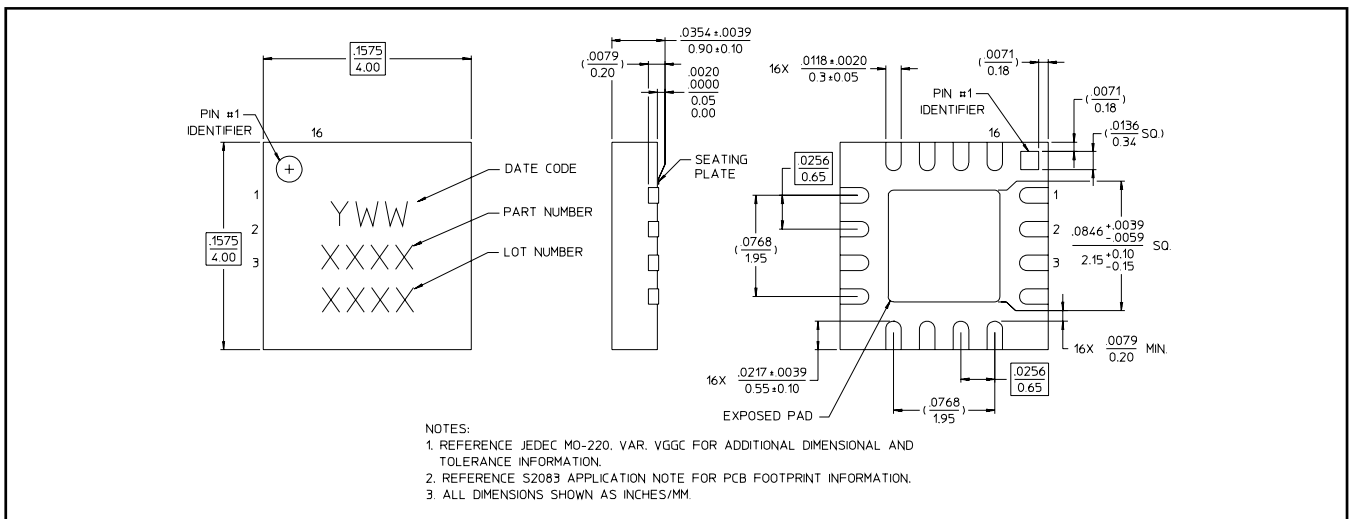 .1575
4.00
PIN #1
IDENTIFIER
16
1
2
3
.1575
4.00
YWW
XXXX
XXXX
DATE CODE
PART NUMBER
LOT NUMBER
.0354±.0039
0.90±0.10
(.0079
0.20)
.0020
.0000
0.05
0.00
SEATING
PLATE
16X .0118±.0020
0.3±0.05
(.0071
0.18)
PIN #1
IDENTIFIER
16
(.0071
0.18)
(.0136
0.34 SQ.)
.0256
0.65
(.0768
1.95)
1
2
3
.0846 +.0039
-.0059 SQ.
2.15 +0.10
-0.15
16X .0079
0.20 MIN.
16X .0217±.0039
0.55±0.10
.0256
0.65
(.0768
1.95)
EXPOSED PAD
NOTES:
1. REFERENCE JEDEC MO-220, VAR. VGGC FOR ADDITIONAL DIMENSIONAL AND
TOLERANCE INFORMATION.
2. REFERENCE S2083 APPLICATION NOTE FOR PCB FOOTPRINT INFORMATION.
3. ALL DIMENSIONS SHOWN AS INCHES/MM.